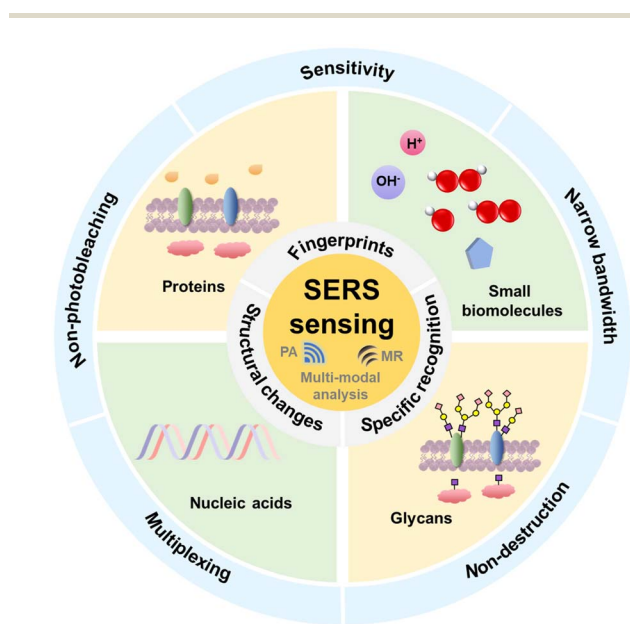 Sensitivity
Narrow bandwidth
Non-destruction
Multiplexing
Non-photobleaching
Proteins
H+
OH-
Small
biomolecules
Nucleic acids
Glycans
Fingerprints
Specific recognition
Structural changes
SERS
sensing
PA
MR
Multi-modal
analysis